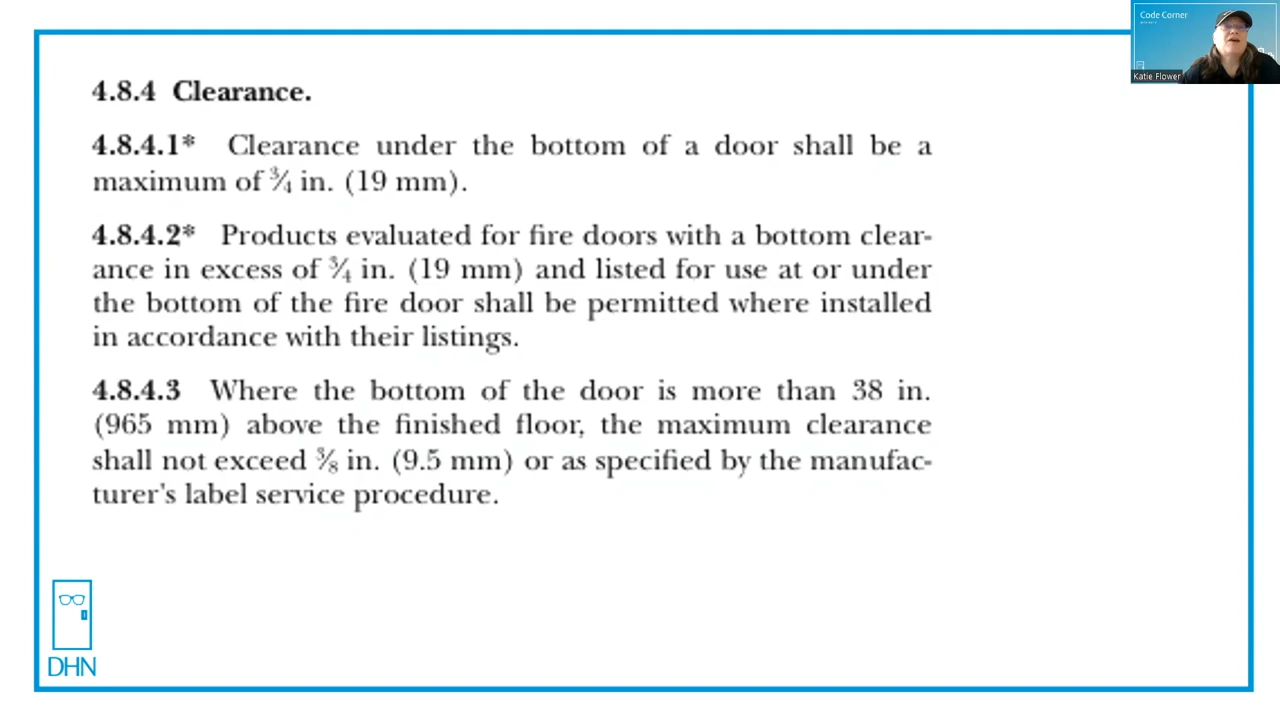 Code Corner
Katie Flower
4.8.4 Clearance.
4.8.4.1* Clearance under the bottom of a door shall be a
maximum of ¾ in. (19 mm).
4.8.4.2* Products evaluated for fire doors with a bottom clear-
ance in excess of ¾ in. (19 mm) and listed for use at or under
the bottom of the fire door shall be permitted where installed
in accordance with their listings.
4.8.4.3 Where the bottom of the door is more than 38 in.
(965 mm) above the finished floor, the maximum clearance
shall not exceed ⅜ in. (9.5 mm) or as specified by the manufac-
turer's label service procedure.
DHN